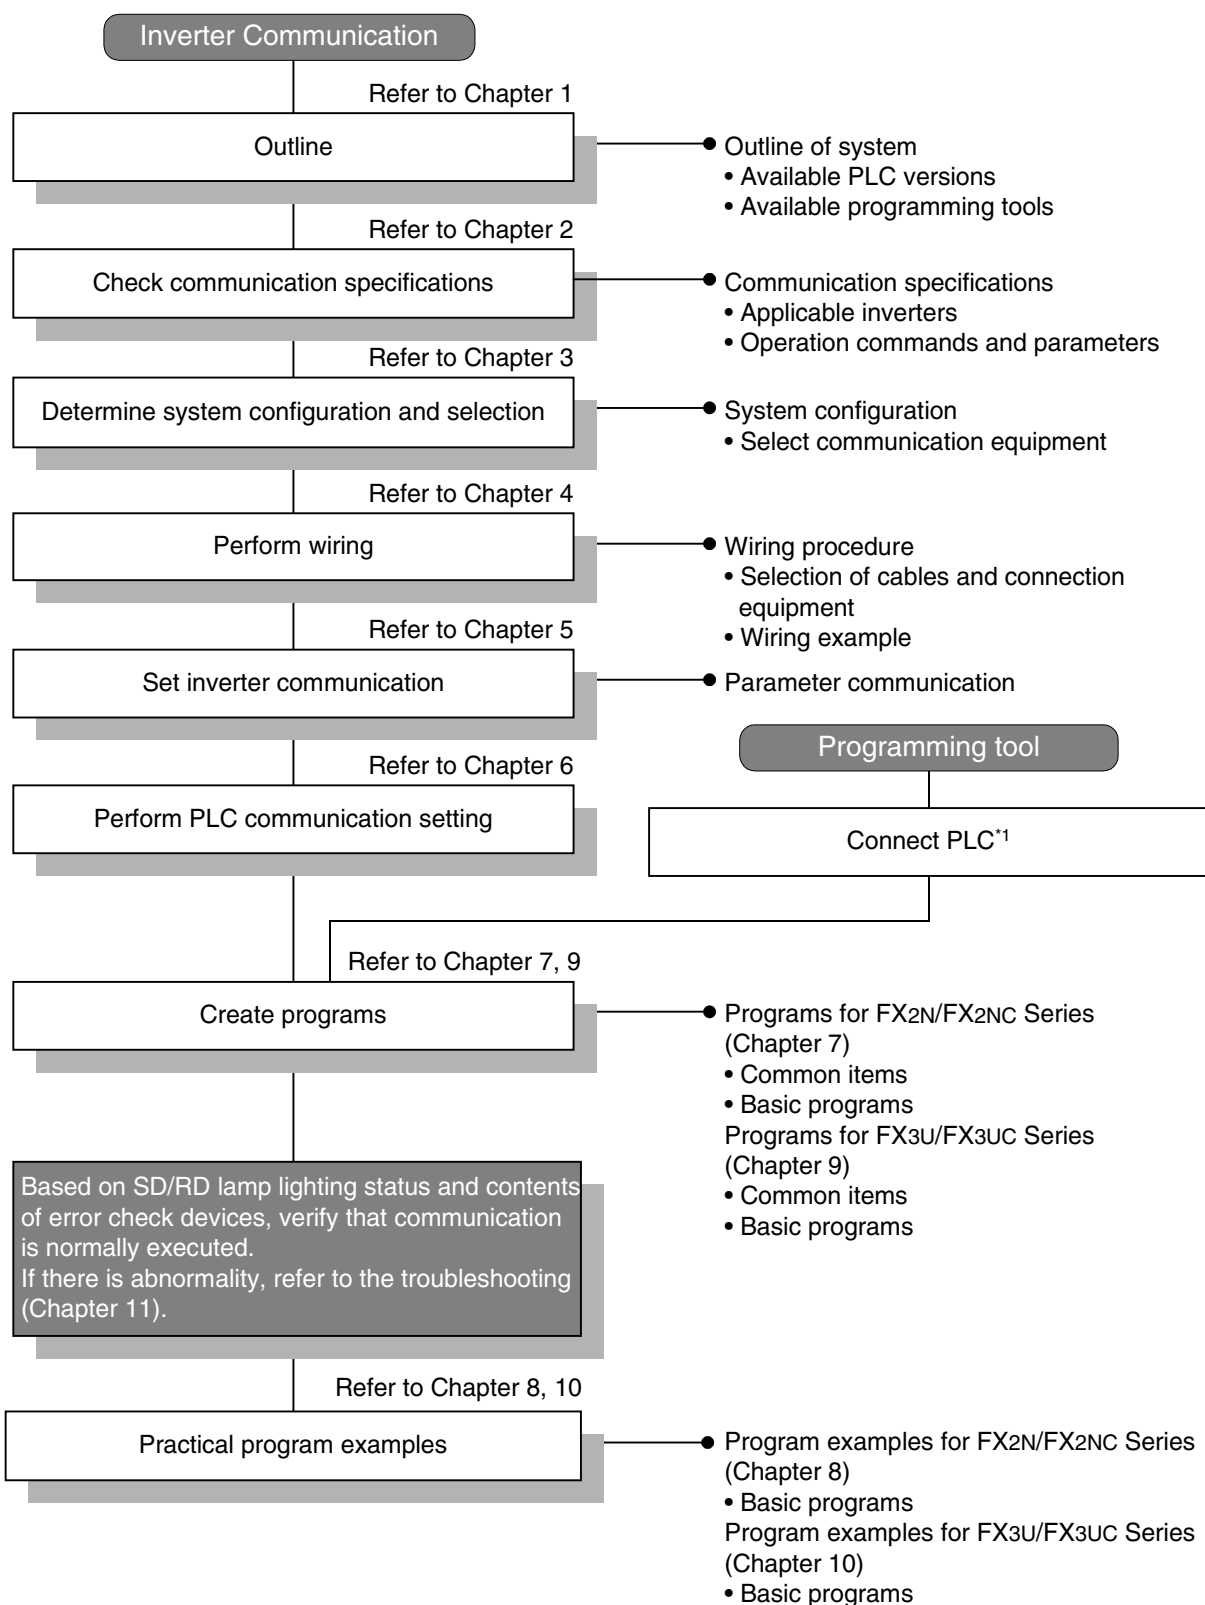 Inverter Communication
Refer to Chapter 1
Outline
Outline of system
• Available PLC versions
• Available programming tools
Refer to Chapter 2
Check communication specifications
Communication specifications
• Applicable inverters
• Operation commands and parameters
Refer to Chapter 3
Determine system configuration and selection
System configuration
• Select communication equipment
Refer to Chapter 4
Perform wiring
Wiring procedure
• Selection of cables and connection
equipment
• Wiring example
Refer to Chapter 5
Set inverter communication
Parameter communication
Programming tool
Refer to Chapter 6
Perform PLC communication setting
Connect PLC*1
Refer to Chapter 7, 9
Create programs
Programs for FX2N/FX2NC Series
(Chapter 7)
• Common items
• Basic programs
Programs for FX3U/FX3UC Series
(Chapter 9)
• Common items
• Basic programs
Based on SD/RD lamp lighting status and contents
of error check devices, verify that communication
is normally executed.
If there is abnormality, refer to the troubleshooting
(Chapter 11).
Refer to Chapter 8, 10
Practical program examples
Program examples for FX2N/FX2NC Series
(Chapter 8)
• Basic programs
Program examples for FX3U/FX3UC Series
(Chapter 10)
• Basic programs